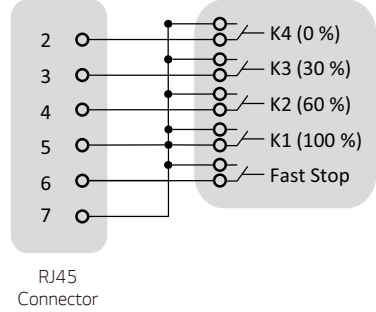 2 K4 (0 %)
3 K3 (30 %)
4 K2 (60 %)
5 K1 (100 %)
6 Fast Stop
7
RJ45
Connector